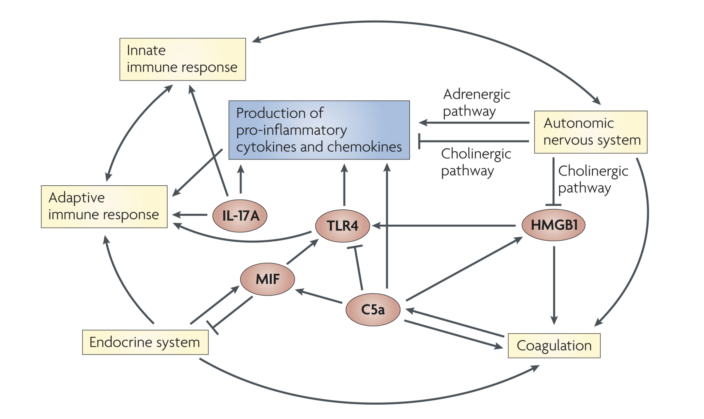 Innate
immune response
Production of
pro-inflammatory
cytokines and chemokines
Adrenergic
pathway
Cholinergic
pathway
Autonomic
nervous system
Cholinergic
pathway
Adaptive
immune response
IL-17A
TLR4
HMGB1
MIF
C5a
Endocrine system
Coagulation